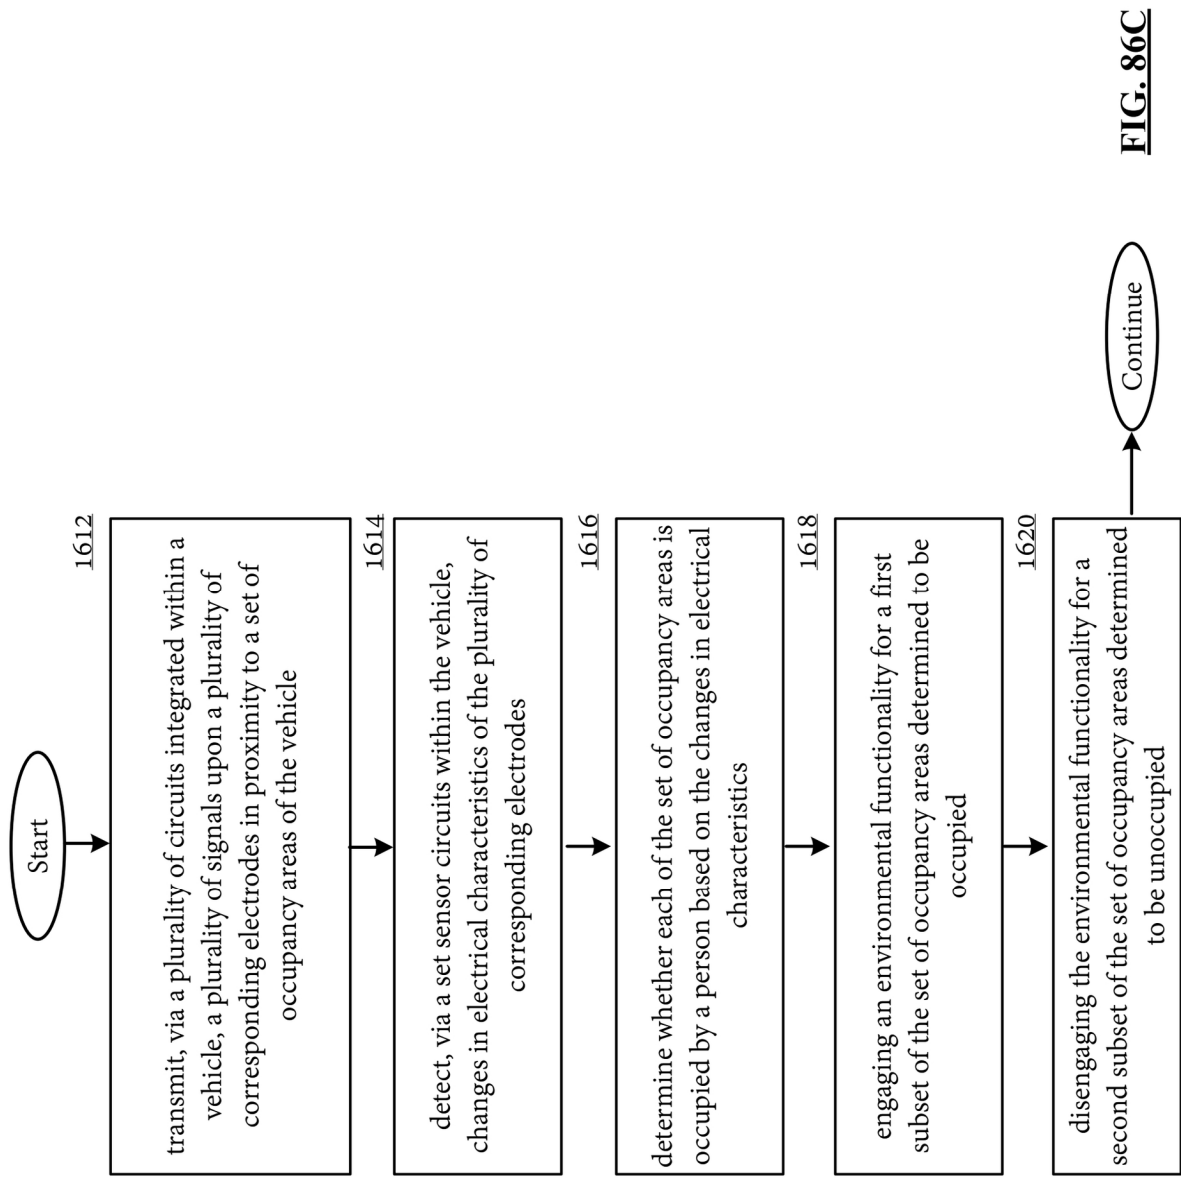 Start
1612
transmit, via a plurality of circuits integrated within a
vehicle, a plurality of signals upon a plurality of
corresponding electrodes in proximity to a set of
occupancy areas of the vehicle
1614
detect, via a set sensor circuits within the vehicle,
changes in electrical characteristics of the plurality of
corresponding electrodes
1616
determine whether each of the set of occupancy areas is
occupied by a person based on the changes in electrical
characteristics
1618
engaging an environmental functionality for a first
subset of the set of occupancy areas determined to be
occupied
1620
disengaging the environmental functionality for a
second subset of the set of occupancy areas determined
to be unoccupied
Continue
FIG. 86C